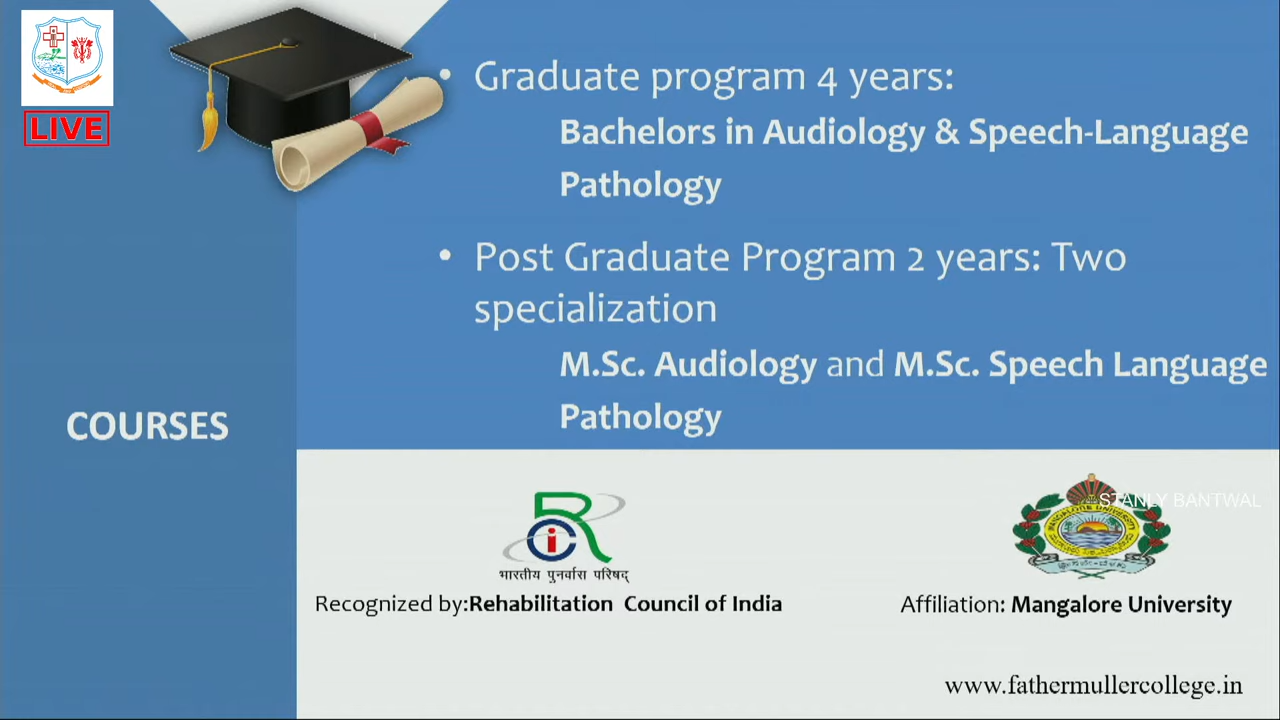 LIVE
• Graduate program 4 years:
Bachelors in Audiology & Speech-Language
Pathology
• Post Graduate Program 2 years: Two
specialization
M.Sc. Audiology and M.Sc. Speech Language
Pathology
COURSES
STANLY BANTWAL
MANGALORE UNIVERSITY
भारतीय पुनर्वास परिषद्
Recognized by:Rehabilitation Council of India
Affiliation: Mangalore University
www.fathermullercollege.in